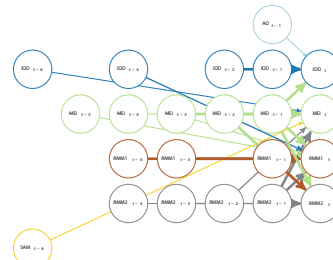 AO t − 1
IOD t − 6 IOD t − 4 IOD t − 2 IOD t − 1 IOD t
MEI t − 5 MEI t − 4 MEI t − 3 MEI t − 2 MEI t − 1 MEI t
RMM1 t − 4 RMM1 t − 3 RMM1 t − 1 RMM1 t
RMM2 t − 4 RMM2 t − 3 RMM2 t − 2 RMM2 t − 1 RMM2 t
SAM t − 6